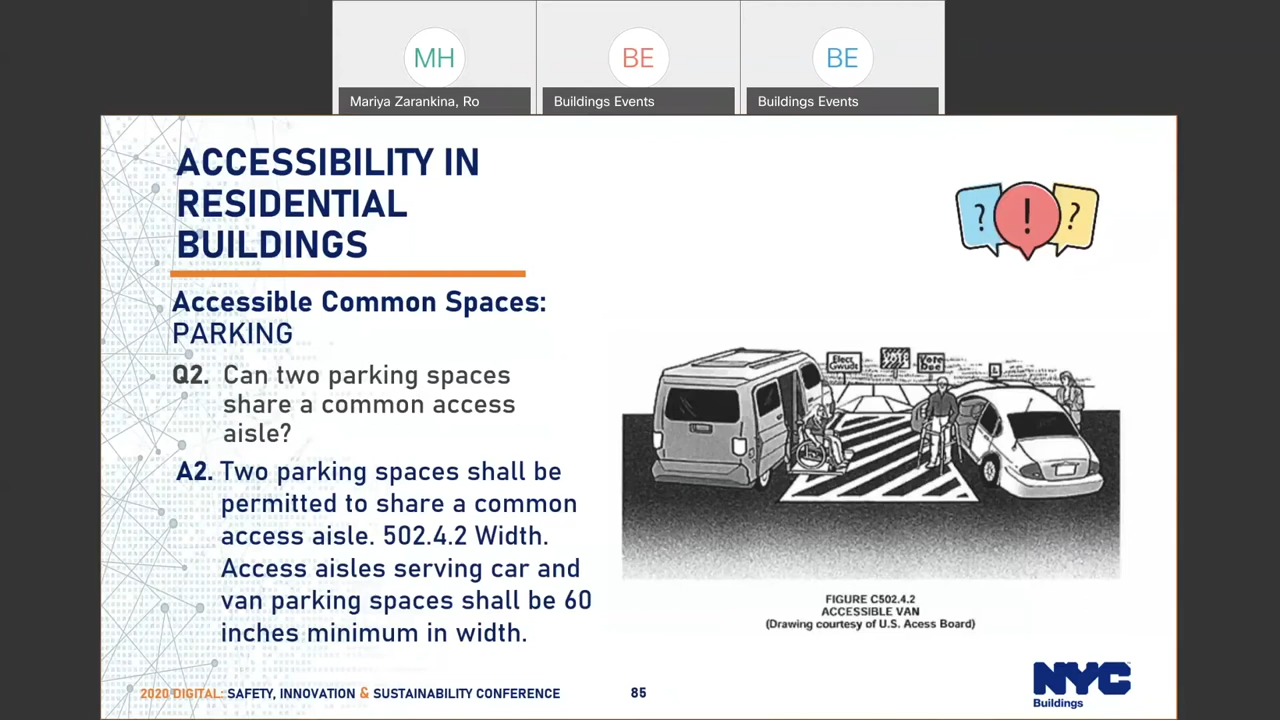 MH
BE
BE
Mariya Zarankina, Ro
Buildings Events
Buildings Events
ACCESSIBILITY IN
RESIDENTIAL
BUILDINGS
? ! ?
Accessible Common Spaces:
PARKING
Q2. Can two parking spaces
share a common access
aisle?
A2. Two parking spaces shall be
permitted to share a common
access aisle. 502.4.2 Width.
Access aisles serving car and
van parking spaces shall be 60
inches minimum in width.
Elect
Vote
FIGURE C502.4.2
ACCESSIBLE VAN
(Drawing courtesy of U.S. Acess Board)
2020 DIGITAL: SAFETY, INNOVATION & SUSTAINABILITY CONFERENCE
85
NYC
Buildings